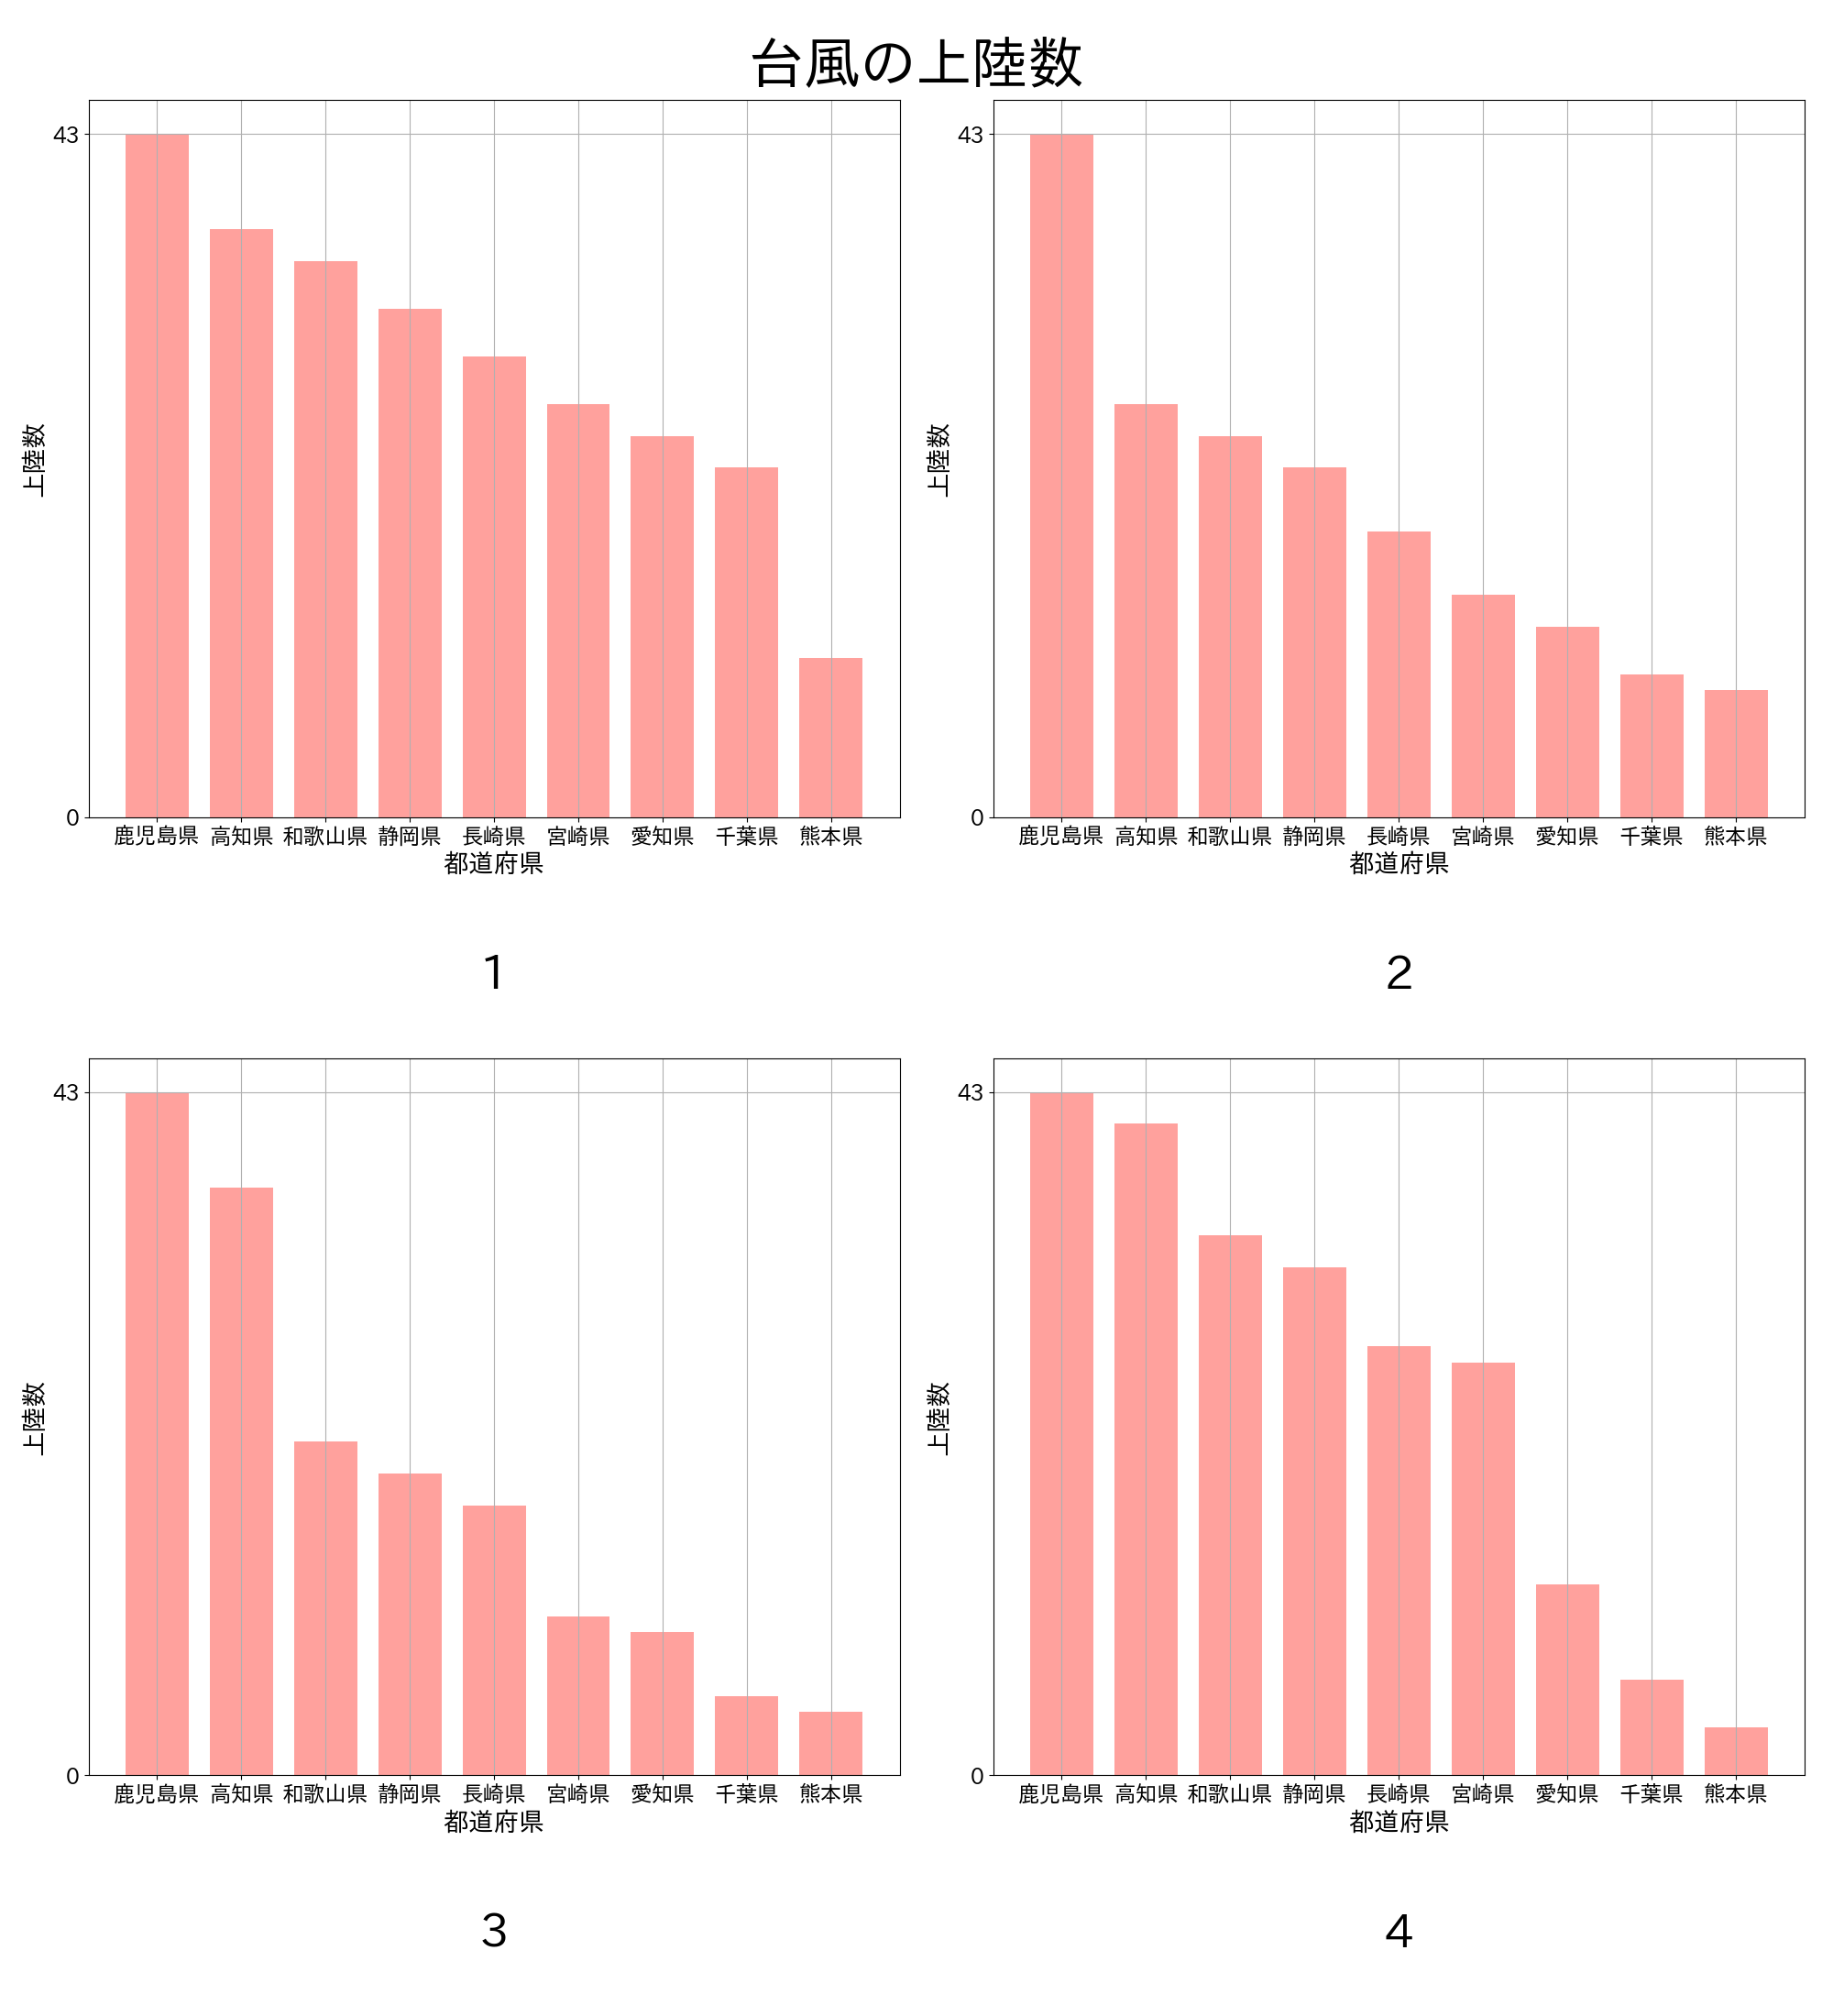 台風の上陸数
43
0
上陸数
鹿児島県 高知県 和歌山県 静岡県 長崎県 宮崎県 愛知県 千葉県 熊本県
都道府県
1
43
0
上陸数
鹿児島県 高知県 和歌山県 静岡県 長崎県 宮崎県 愛知県 千葉県 熊本県
都道府県
2
43
0
上陸数
鹿児島県 高知県 和歌山県 静岡県 長崎県 宮崎県 愛知県 千葉県 熊本県
都道府県
3
43
0
上陸数
鹿児島県 高知県 和歌山県 静岡県 長崎県 宮崎県 愛知県 千葉県 熊本県
都道府県
4